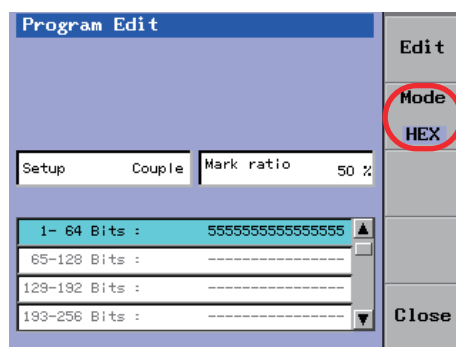 Program Edit
Edit
Mode
HEX
Setup Couple
Mark ratio 50 %
1- 64 Bits : 5555555555555555
65-128 Bits : ----------------
129-192 Bits : ----------------
193-256 Bits : ----------------
Close